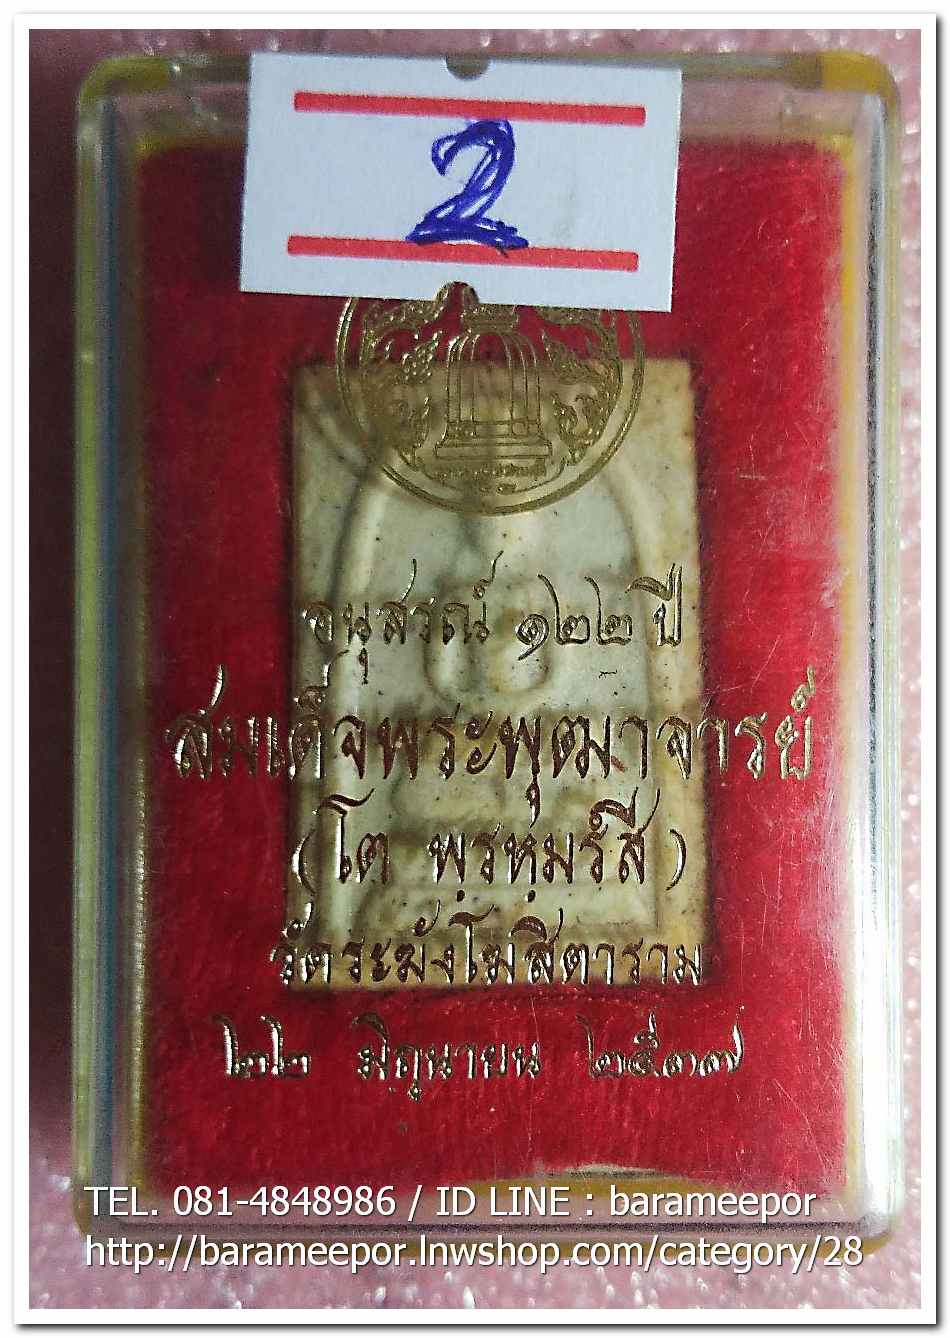 2
อนุสรณ์ ๑๒๒ ปี
สมเด็จพระพุฒาจารย์
(โต พฺรหฺมรํสี)
วัดระฆังโฆสิตาราม
๒๒ มิถุนายน ๒๕๓๗
TEL. 081-4848986 / ID LINE : barameepor
http://barameepor.lnwshop.com/category/28